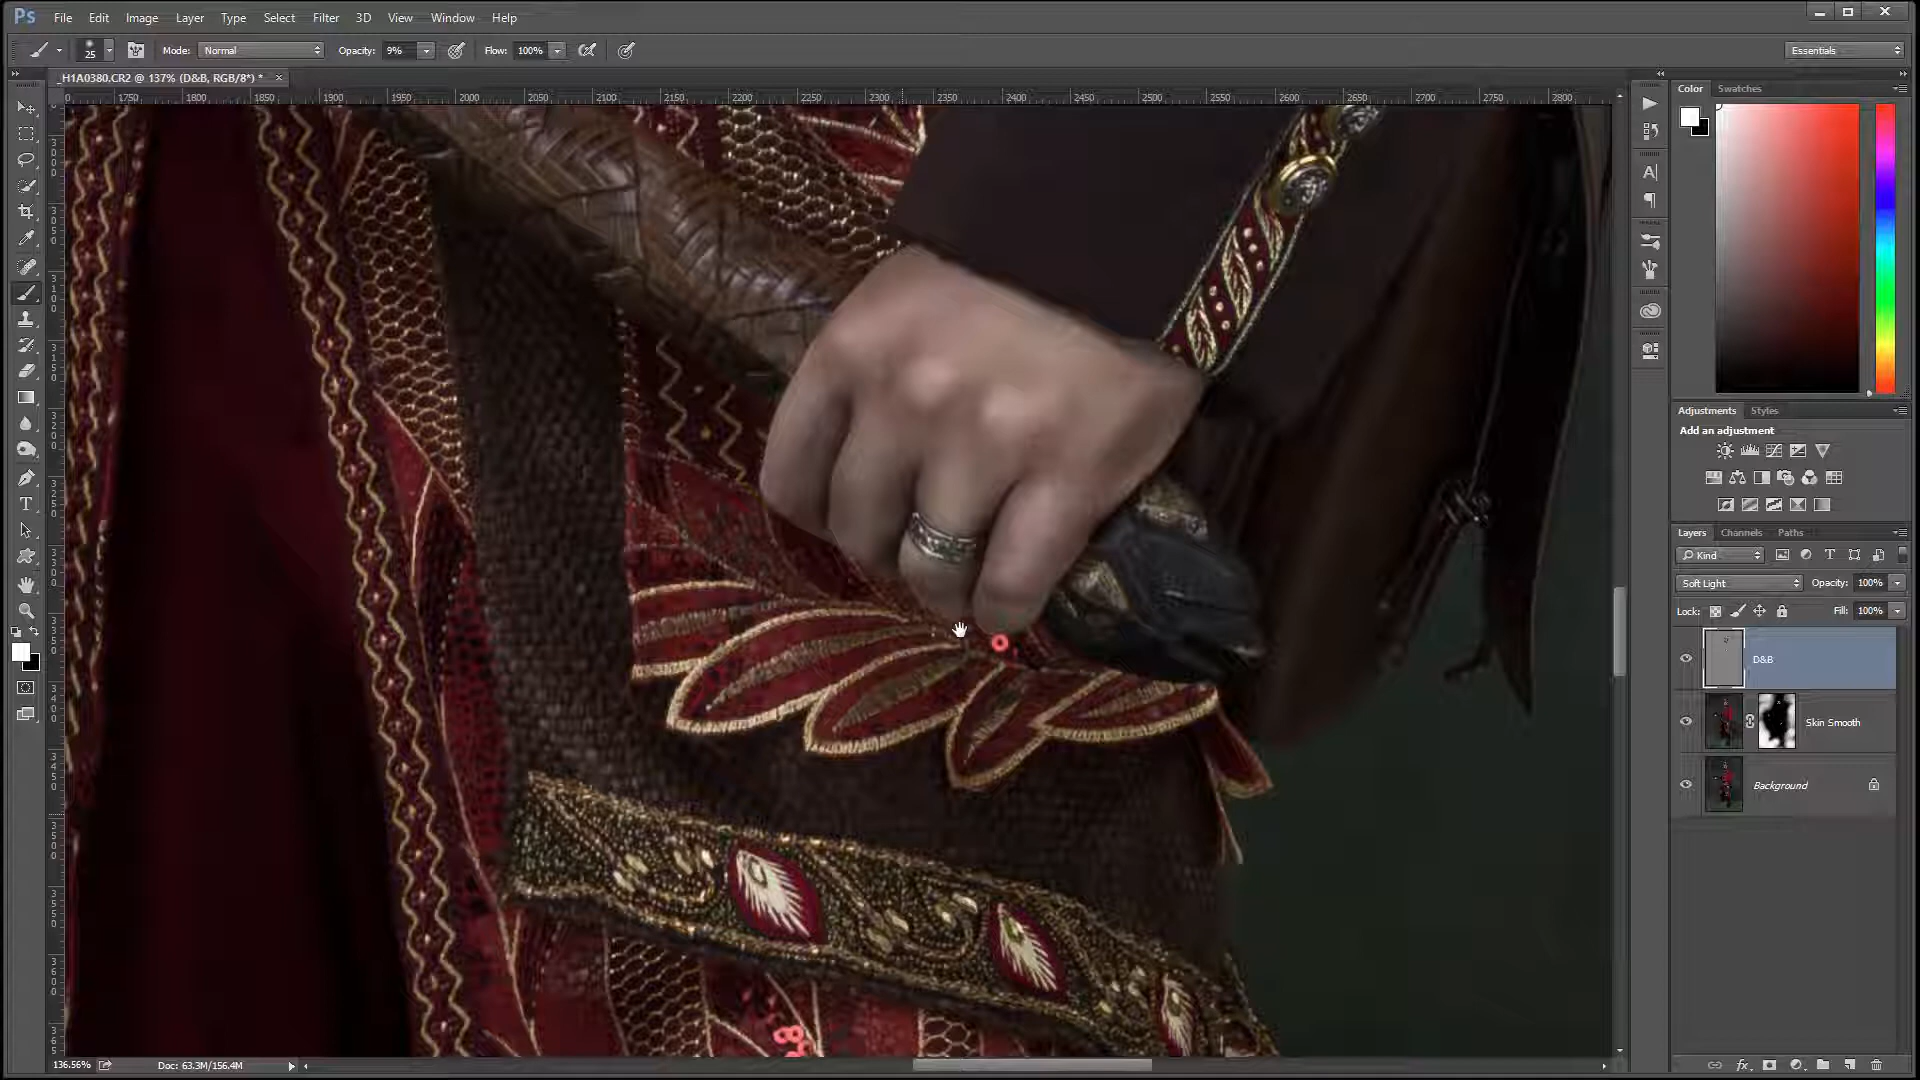 Ps File Edit Image Layer Type Select Filter 3D View Window Help
25 Mode: Normal Opacity: 9% Flow: 100% Essentials
_H1A0380.CR2 @ 137% (D&B, RGB/8*) * ×
1750 1800 1850 1900 1950 2000 2050 2100 2150 2200 2250 2300 2350 2400 2450 2500 2550 2600 2650 2700 2750 2800
Color Swatches
Adjustments Styles
Add an adjustment
Layers Channels Paths
Kind
Soft Light Opacity: 100%
Lock: Fill: 100%
D&B
Skin Smooth
Background
136.56% Doc: 63.3M/156.4M